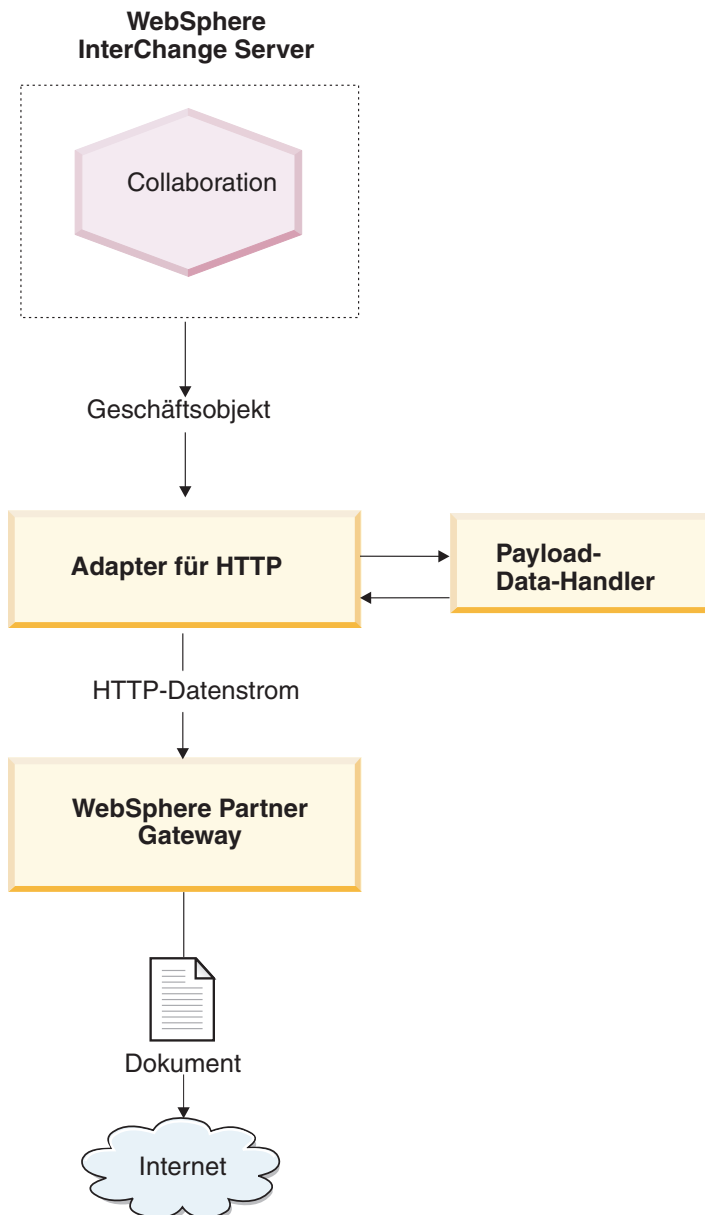 WebSphere
InterChange Server
Collaboration
Geschäftsobjekt
Adapter für HTTP
Payload-
Data-Handler
HTTP-Datenstrom
WebSphere Partner
Gateway
Dokument
Internet